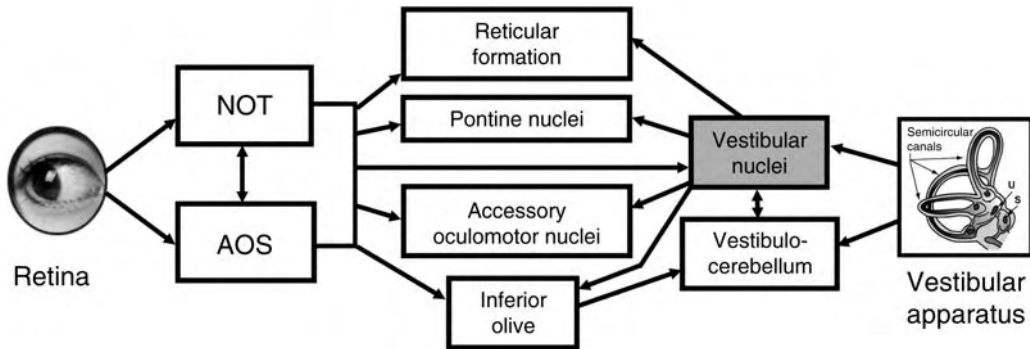 Retina
NOT
AOS
Reticular
formation
Pontine nuclei
Accessory
oculomotor nuclei
Inferior
olive
Vestibular
nuclei
Vestibulo-
cerebellum
Semicircular
canals
U
S
Vestibular
apparatus